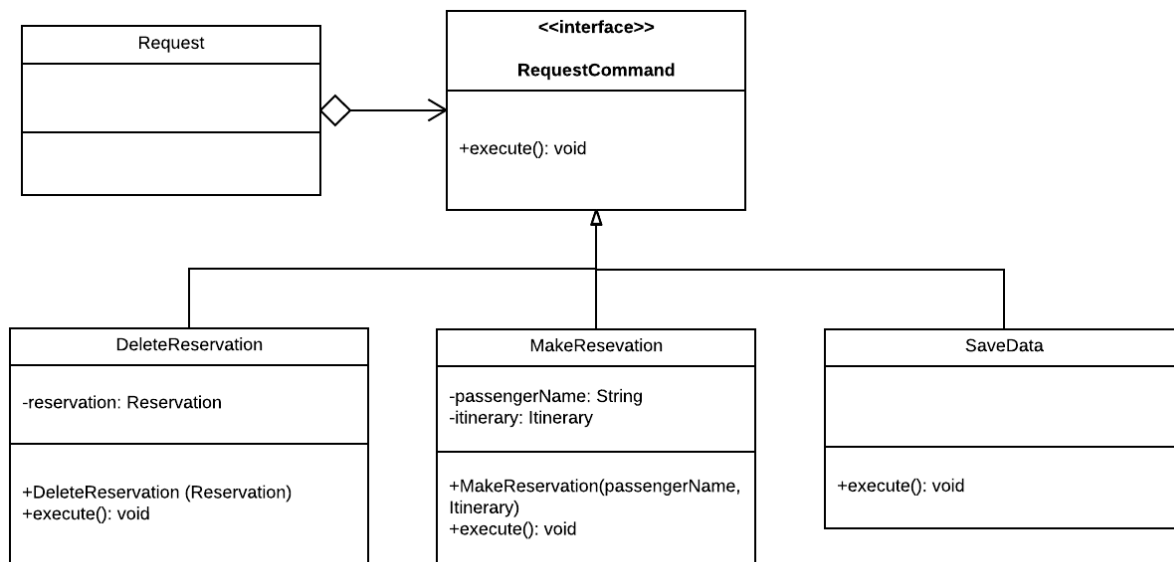 Request
<<interface>>
RequestCommand
+execute(): void
DeleteReservation
-reservation: Reservation
+DeleteReservation (Reservation)
+execute(): void
MakeResevation
-passengerName: String
-itinerary: Itinerary
+MakeReservation(passengerName,
Itinerary)
+execute(): void
SaveData
+execute(): void